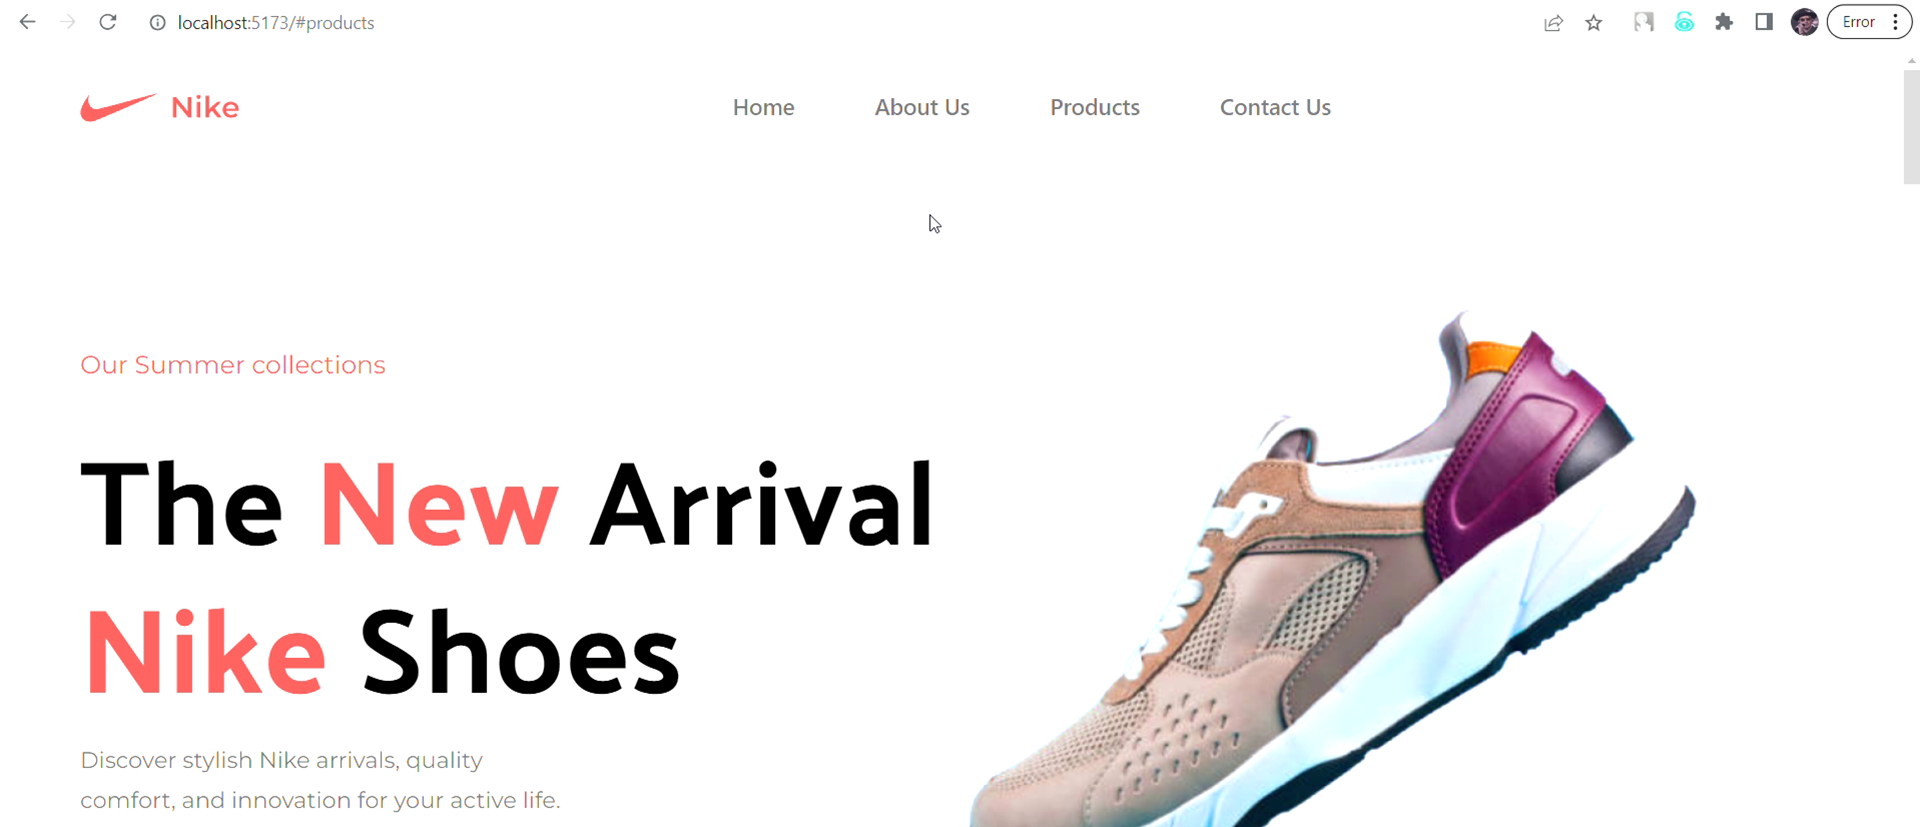 localhost:5173/#products
Error
Nike
Home
About Us
Products
Contact Us
Our Summer collections
The New Arrival
Nike Shoes
Discover stylish Nike arrivals, quality
comfort, and innovation for your active life.